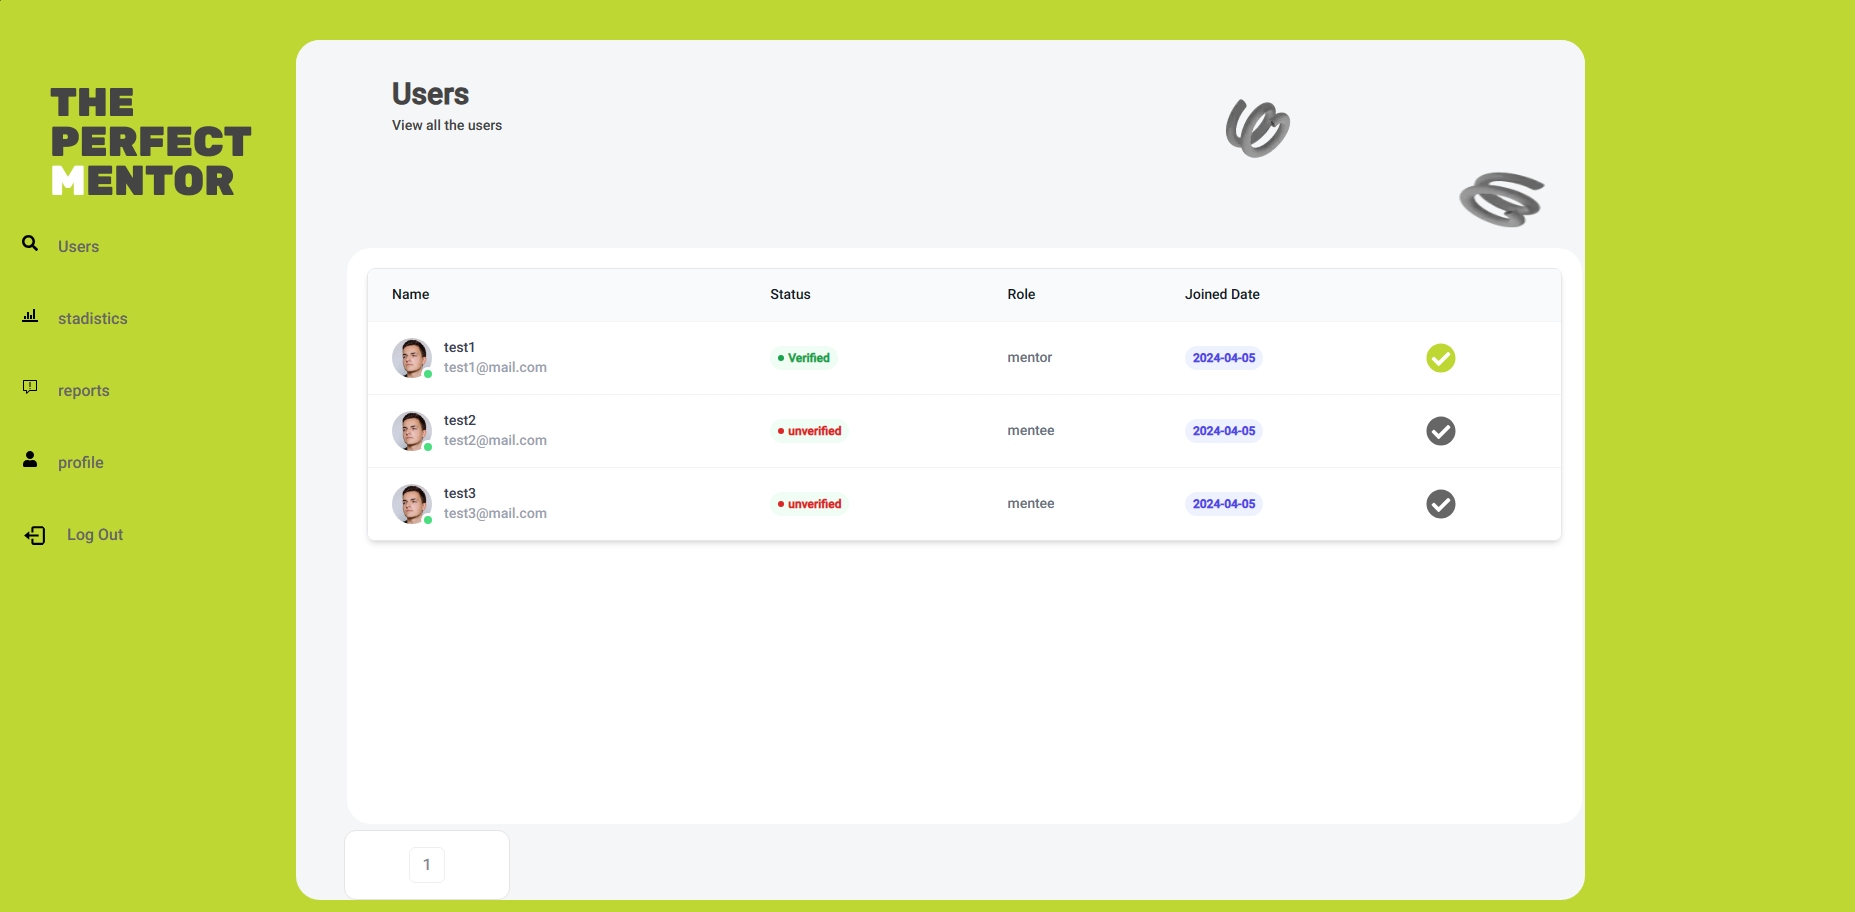 THE
PERFECT
MENTOR
Users
stadistics
reports
profile
Log Out
Users
View all the users
Name Status Role Joined Date
test1
test1@mail.com
Verified
mentor
2024-04-05
test2
test2@mail.com
unverified
mentee
2024-04-05
test3
test3@mail.com
unverified
mentee
2024-04-05
1